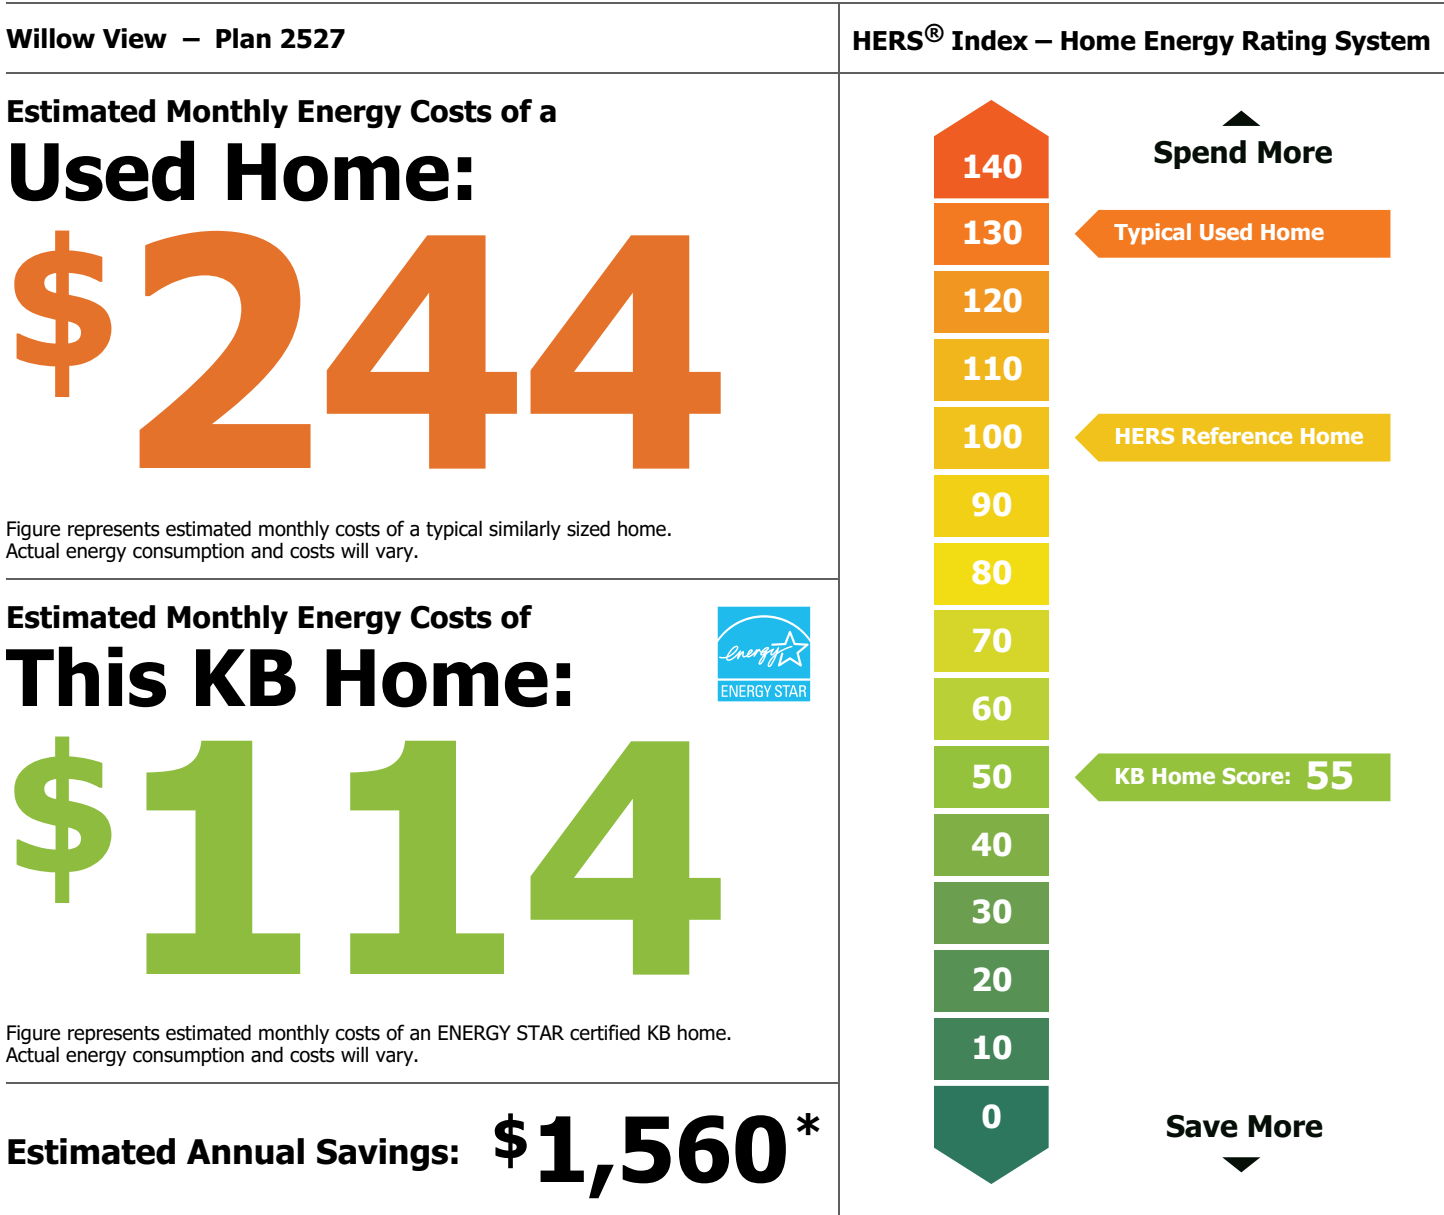 Willow View – Plan 2527
Estimated Monthly Energy Costs of a
Used Home:
$244
Figure represents estimated monthly costs of a typical similarly sized home.
Actual energy consumption and costs will vary.
Estimated Monthly Energy Costs of
This KB Home:
energy
ENERGY STAR
$114
Figure represents estimated monthly costs of an ENERGY STAR certified KB home.
Actual energy consumption and costs will vary.
Estimated Annual Savings: $1,560*
HERS® Index – Home Energy Rating System
Spend More
140
130 Typical Used Home
120
110
100 HERS Reference Home
90
80
70
60
50 KB Home Score: 55
40
30
20
10
0
Save More